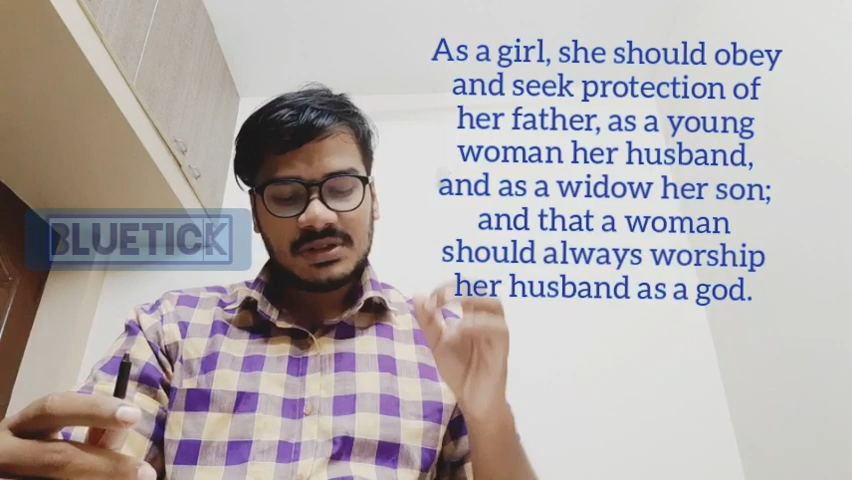 As a girl, she should obey
and seek protection of
her father, as a young
woman her husband,
and as a widow her son;
and that a woman
should always worship
her husband as a god.
BLUETICK